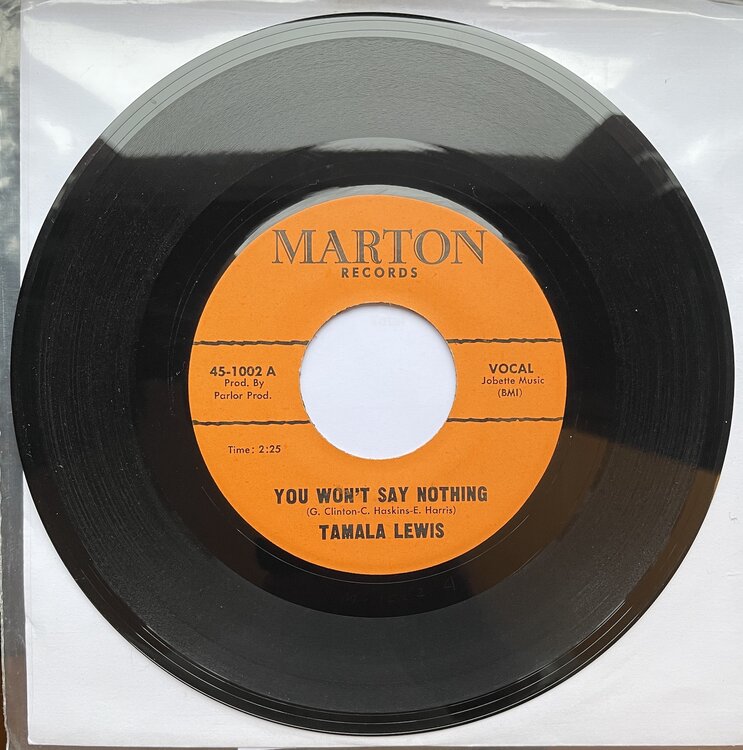 MARTON
RECORDS
45-1002 A
Prod. By
Parlor Prod.
VOCAL
Jobette Music
(BMI)
Time: 2:25
YOU WON'T SAY NOTHING
(G. Clinton-C. Haskins-E. Harris)
TAMALA LEWIS